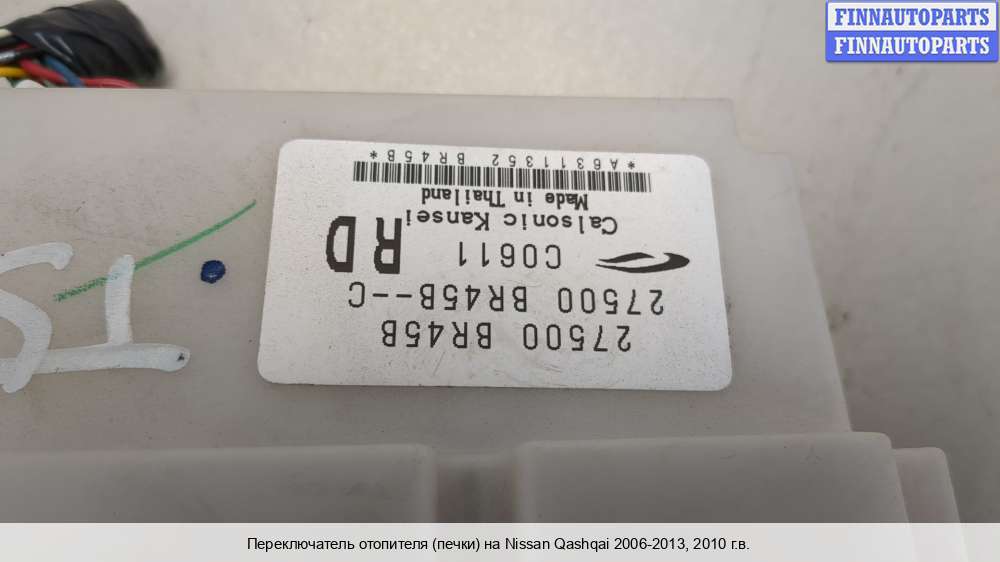 FINNAUTOPARTS
FINNAUTOPARTS
27500 BR45B
27500 BR45B--C
C0611 RD
Calsonic Kansei
Made in Thailand
*A6311352 BR45B*
Переключатель отопителя (печки) на Nissan Qashqai 2006-2013, 2010 г.в.